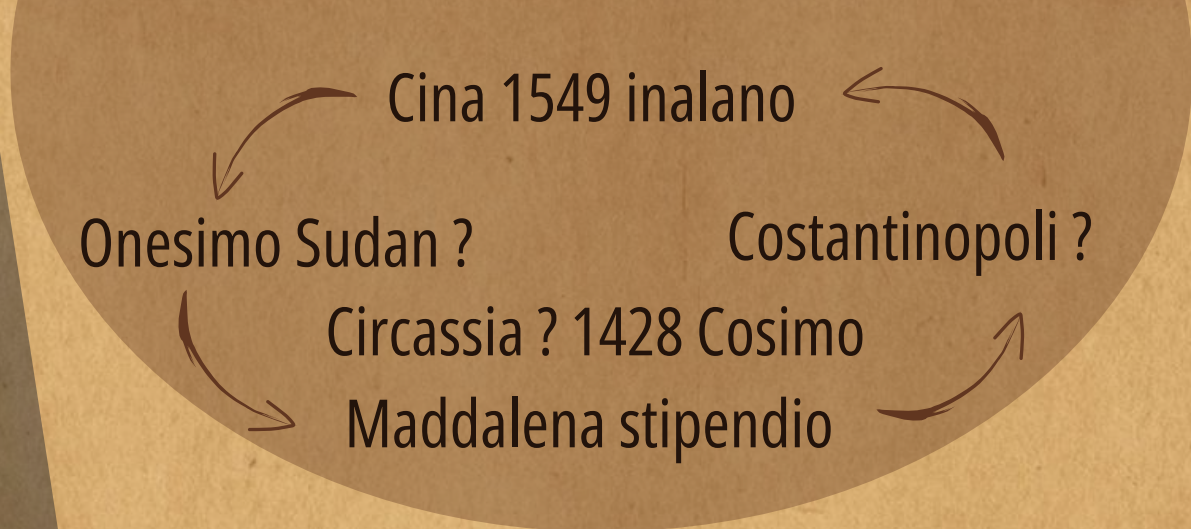 Cina 1549 inalano
Onesimo Sudan ?
Costantinopoli ?
Circassia ? 1428 Cosimo
Maddalena stipendio